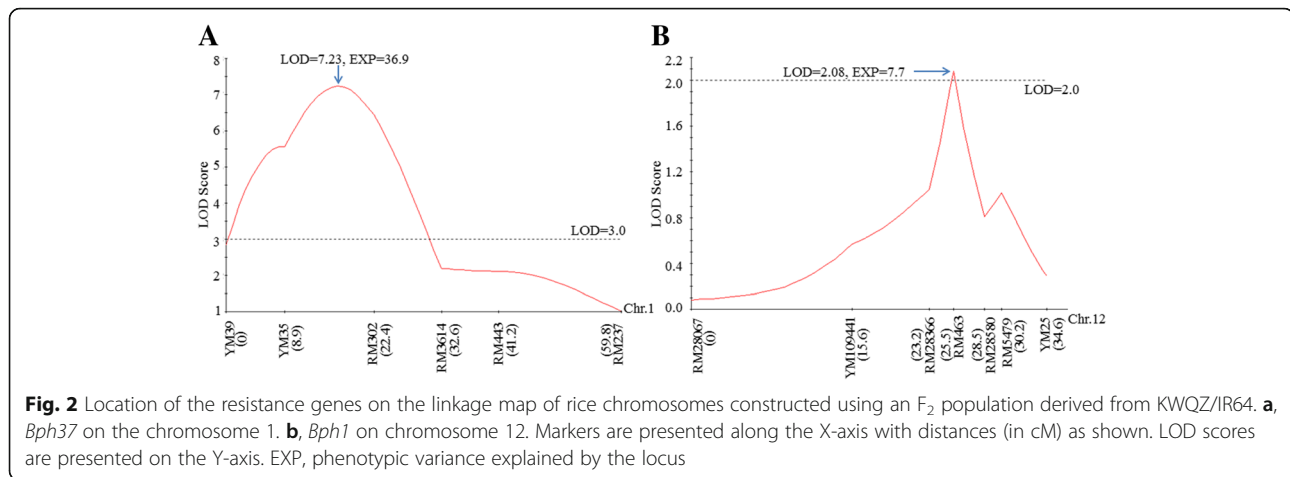 A
LOD=7.23, EXP=36.9
8
7
6
5
4
3
2
1
LOD Score
LOD=3.0
Chr.1
YM39
(0)
YM35
(8.9)
RM302
(22.4)
RM3614
(32.6)
RM443
(41.2)
(59.8)
RM237
B
LOD=2.08, EXP=7.7
2.2
2.0
1.6
1.2
0.8
0.4
0.0
LOD Score
LOD=2.0
Chr.12
RM28067
(0)
YM109441
(15.6)
(23.2)
RM28366
(25.5)
RM463
(28.5)
RM28580
RM5479
(30.2)
YM25
(34.6)
Fig. 2 Location of the resistance genes on the linkage map of rice chromosomes constructed using an F₂ population derived from KWQZ/IR64. a,
Bph37 on the chromosome 1. b, Bph1 on chromosome 12. Markers are presented along the X-axis with distances (in cM) as shown. LOD scores
are presented on the Y-axis. EXP, phenotypic variance explained by the locus